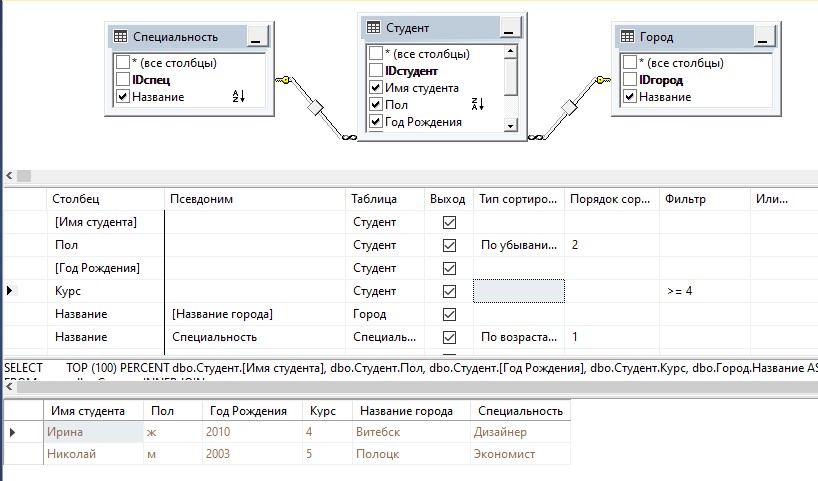 Специальность
* (все столбцы)
IDспец
Название
Студент
* (все столбцы)
IDстудент
Имя студента
Пол
Год Рождения
Город
* (все столбцы)
IDгород
Название
Столбец Псевдоним Таблица Выход Тип сортиро... Порядок сор... Фильтр Или...
[Имя студента] Студент
Пол Студент По убывани... 2
[Год Рождения] Студент
Курс Студент >= 4
Название [Название города] Город
Название Специальность Специаль... По возраста... 1
SELECT TOP (100) PERCENT dbo.Студент.[Имя студента], dbo.Студент.Пол, dbo.Студент.[Год Рождения], dbo.Студент.Курс, dbo.Город.Название AS
Имя студента Пол Год Рождения Курс Название города Специальность
Ирина ж 2010 4 Витебск Дизайнер
Николай м 2003 5 Полоцк Экономист